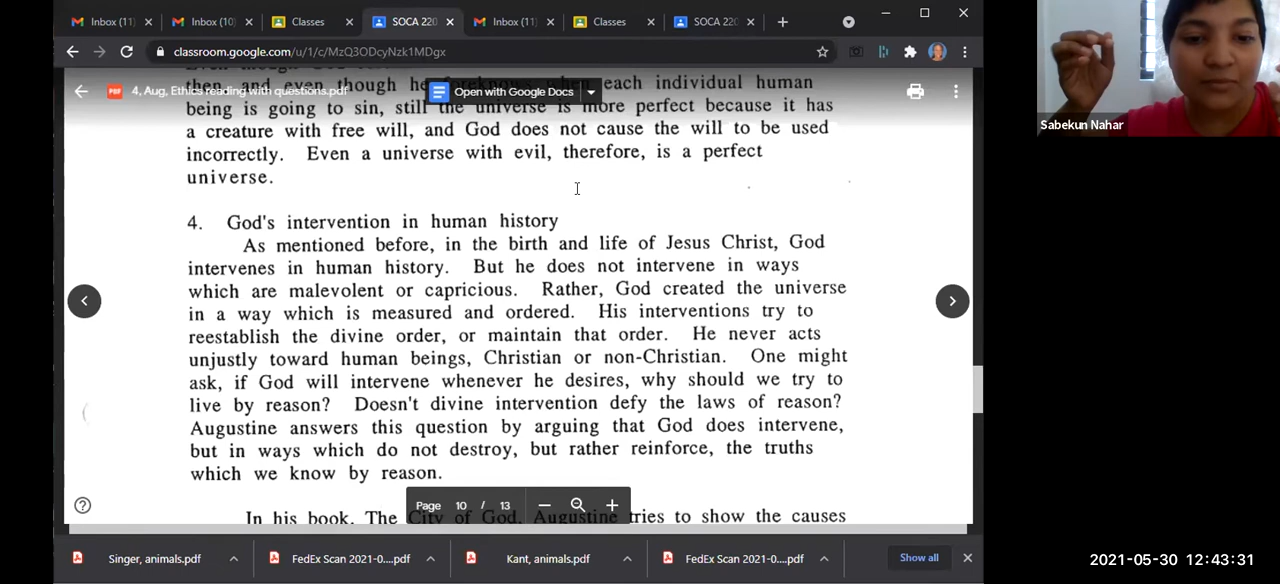 Inbox (11)
Inbox (10)
Classes
SOCA 220
Inbox (11)
Classes
SOCA 220
classroom.google.com/u/1/c/MzQ3ODcyNzk1MDgx
4, Aug, Ethics reading with questions.pdf
Open with Google Docs
Sabekun Nahar
them, and even though he foreknows when each individual human
being is going to sin, still the universe is more perfect because it has
a creature with free will, and God does not cause the will to be used
incorrectly. Even a universe with evil, therefore, is a perfect
universe.
4. God's intervention in human history
As mentioned before, in the birth and life of Jesus Christ, God
intervenes in human history. But he does not intervene in ways
which are malevolent or capricious. Rather, God created the universe
in a way which is measured and ordered. His interventions try to
reestablish the divine order, or maintain that order. He never acts
unjustly toward human beings, Christian or non-Christian. One might
ask, if God will intervene whenever he desires, why should we try to
live by reason? Doesn't divine intervention defy the laws of reason?
Augustine answers this question by arguing that God does intervene,
but in ways which do not destroy, but rather reinforce, the truths
which we know by reason.
Page 10 / 13
In his book, The City of God, Augustine tries to show the causes
Singer, animals.pdf
FedEx Scan 2021-0....pdf
Kant, animals.pdf
FedEx Scan 2021-0....pdf
Show all
2021-05-30 12:43:31